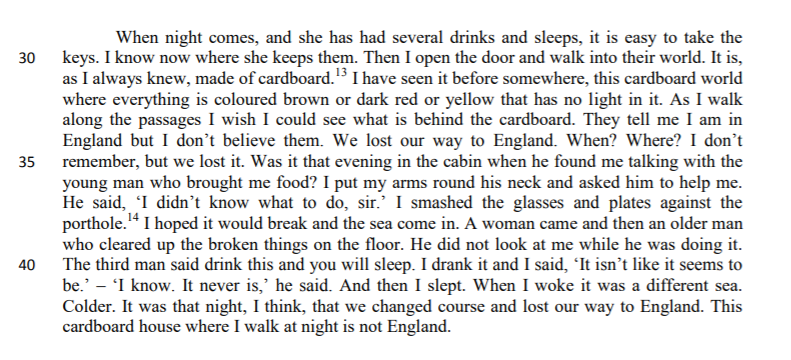 When night comes, and she has had several drinks and sleeps, it is easy to take the
30 keys. I know now where she keeps them. Then I open the door and walk into their world. It is,
as I always knew, made of cardboard.13 I have seen it before somewhere, this cardboard world
where everything is coloured brown or dark red or yellow that has no light in it. As I walk
along the passages I wish I could see what is behind the cardboard. They tell me I am in
England but I don’t believe them. We lost our way to England. When? Where? I don’t
35 remember, but we lost it. Was it that evening in the cabin when he found me talking with the
young man who brought me food? I put my arms round his neck and asked him to help me.
He said, ‘I didn’t know what to do, sir.’ I smashed the glasses and plates against the
porthole.14 I hoped it would break and the sea come in. A woman came and then an older man
who cleared up the broken things on the floor. He did not look at me while he was doing it.
40 The third man said drink this and you will sleep. I drank it and I said, ‘It isn’t like it seems to
be.’ – ‘I know. It never is,’ he said. And then I slept. When I woke it was a different sea.
Colder. It was that night, I think, that we changed course and lost our way to England. This
cardboard house where I walk at night is not England.